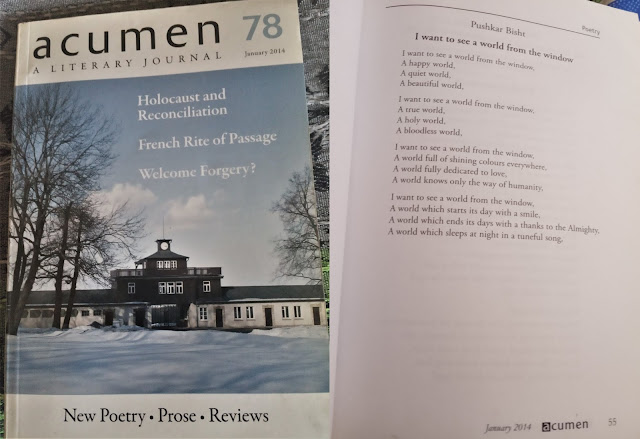 acumen 78
A LITERARY JOURNAL January 2014
Holocaust and
Reconciliation
French Rite of Passage
Welcome Forgery?
New Poetry • Prose • Reviews
Poetry
Pushkar Bisht
I want to see a world from the window
I want to see a world from the window,
A happy world,
A quiet world,
A beautiful world,
I want to see a world from the window,
A true world,
A holy world,
A bloodless world,
I want to see a world from the window,
A world full of shining colours everywhere,
A world fully dedicated to love,
A world knows only the way of humanity,
I want to see a world from the window,
A world which starts its day with a smile,
A world which ends its days with a thanks to the Almighty,
A world which sleeps at night in a tuneful song,
January 2014 acumen 55